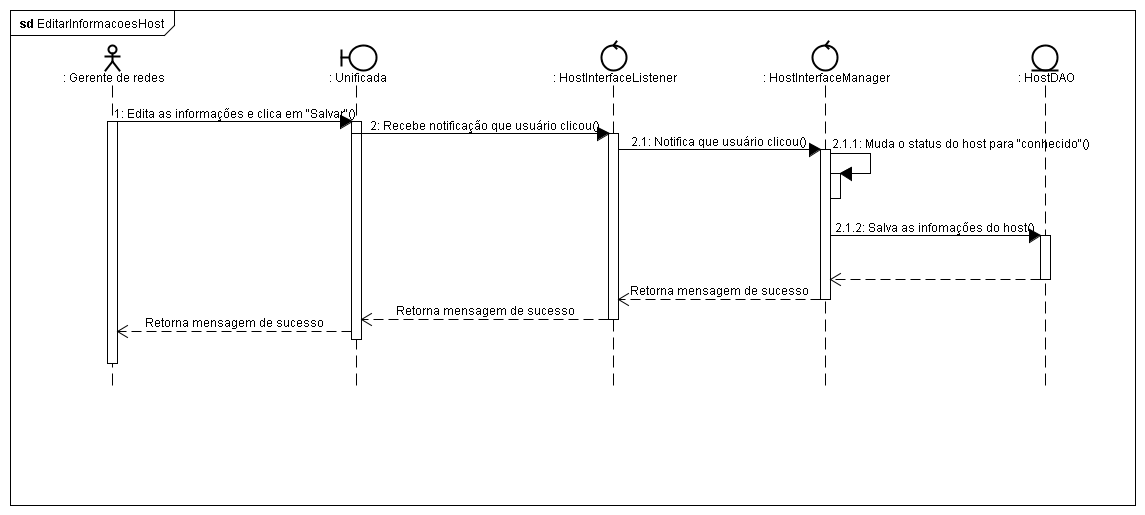 sd EditarInformacoesHost
: Gerente de redes
: Unificada
: HostInterfaceListener
: HostInterfaceManager
: HostDAO
1: Edita as informações e clica em "Salvar"()
2: Recebe notificação que usuário clicou()
2.1: Notifica que usuário clicou()
2.1.1: Muda o status do host para "conhecido"()
2.1.2: Salva as infomações do host()
Retorna mensagem de sucesso
Retorna mensagem de sucesso
Retorna mensagem de sucesso